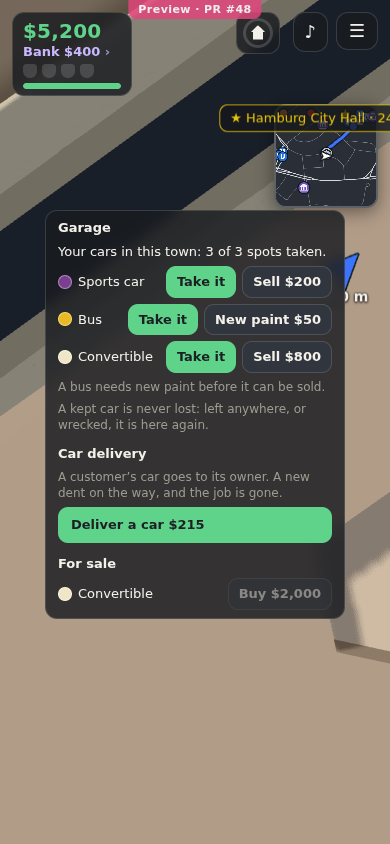 Preview · PR #48
$5,200
Bank $400 ›
★ Hamburg City Hall · 24
Garage
Your cars in this town: 3 of 3 spots taken.
Sports car Take it Sell $200
Bus Take it New paint $50
Convertible Take it Sell $800
A bus needs new paint before it can be sold.
A kept car is never lost: left anywhere, or
wrecked, it is here again.
Car delivery
A customer’s car goes to its owner. A new
dent on the way, and the job is gone.
Deliver a car $215
For sale
Convertible Buy $2,000